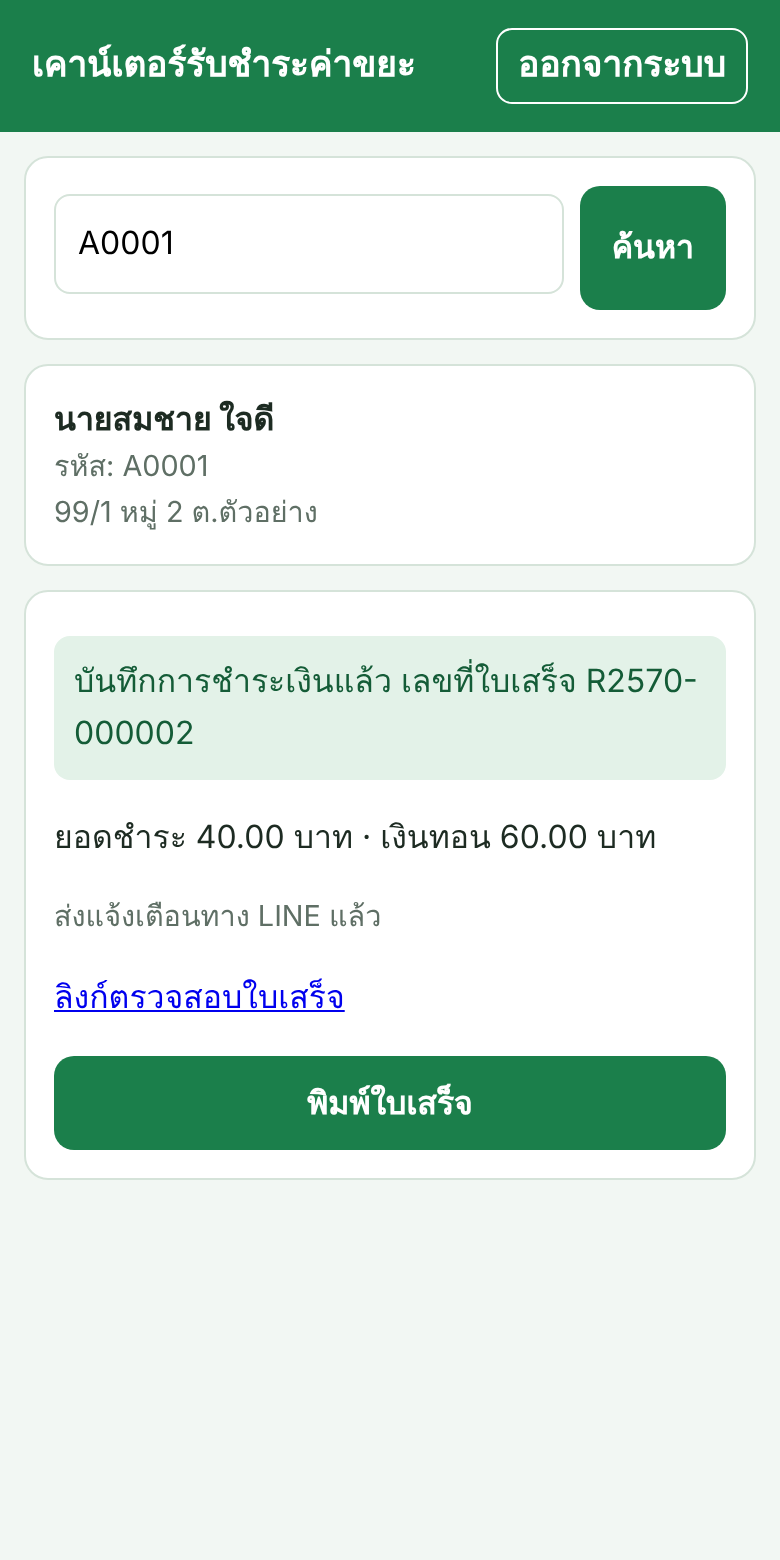 เคาน์เตอร์รับชำระค่าขยะ
ออกจากระบบ
A0001
ค้นหา
นายสมชาย ใจดี
รหัส: A0001
99/1 หมู่ 2 ต.ตัวอย่าง
บันทึกการชำระเงินแล้ว เลขที่ใบเสร็จ R2570-
000002
ยอดชำระ 40.00 บาท · เงินทอน 60.00 บาท
ส่งแจ้งเตือนทาง LINE แล้ว
ลิงก์ตรวจสอบใบเสร็จ
พิมพ์ใบเสร็จ